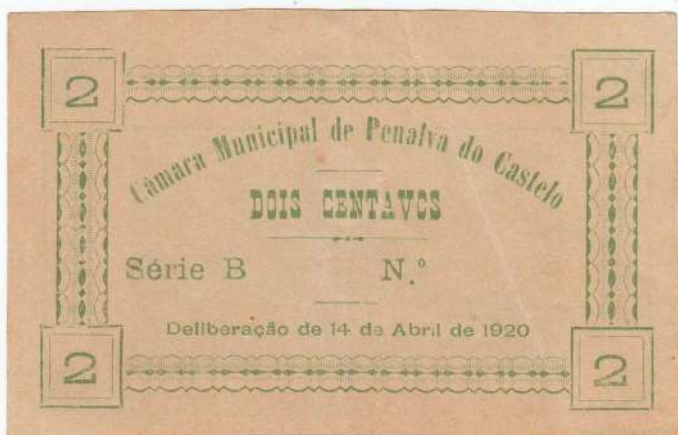 2 2
Câmara Municipal de Penalva do Castelo
DOIS CENTAVOS
Série B N.º
Deliberação de 14 de Abril de 1920
2 2